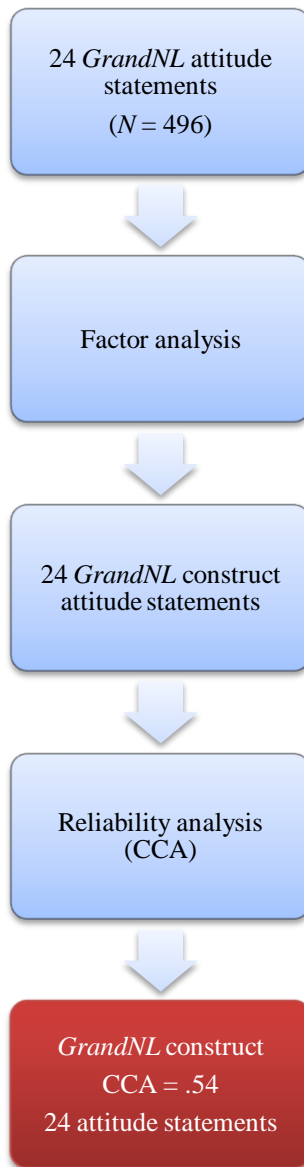 24 GrandNL attitude
statements
(N = 496)
Factor analysis
24 GrandNL construct
attitude statements
Reliability analysis
(CCA)
GrandNL construct
CCA = .54
24 attitude statements